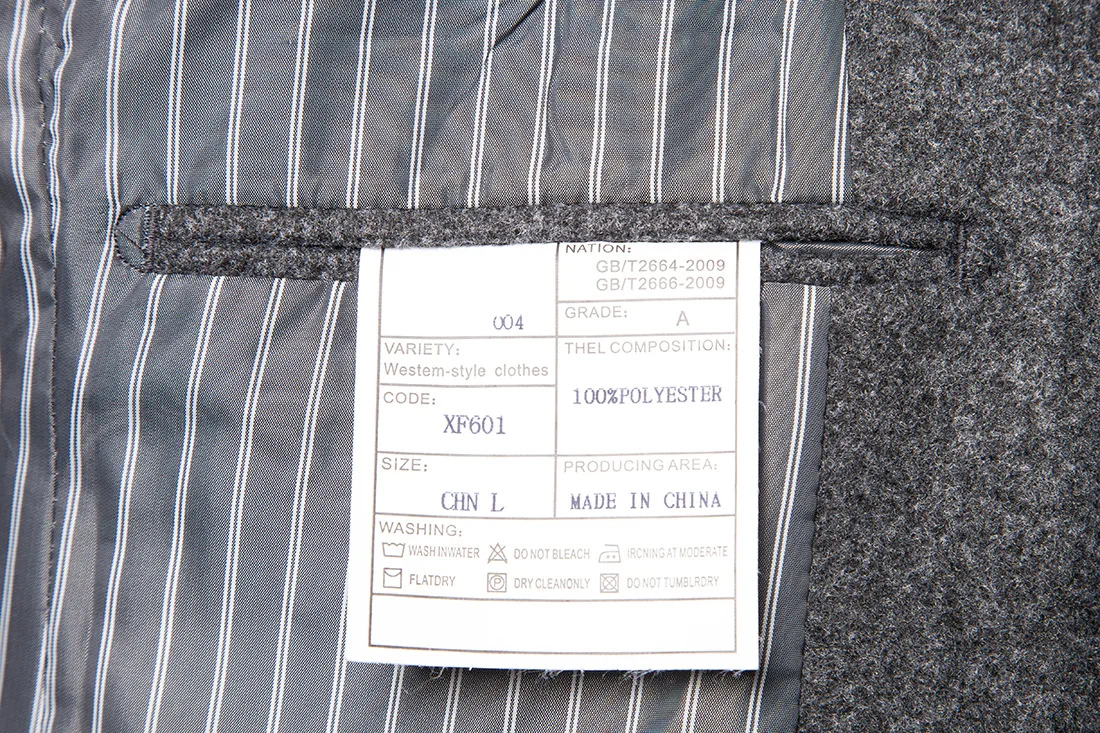 004
VARIETY:
Westem-style clothes
CODE:
XF601
SIZE:
CHN L
NATION:
GB/T2664-2009
GB/T2666-2009
GRADE: A
THEL COMPOSITION:
100%POLYESTER
PRODUCING AREA:
MADE IN CHINA
WASHING:
WASH INWATER DO NOT BLEACH IRCNING AT MODERATE
FLATDRY P DRY CLEANONLY DO NOT TUMBLRDRY